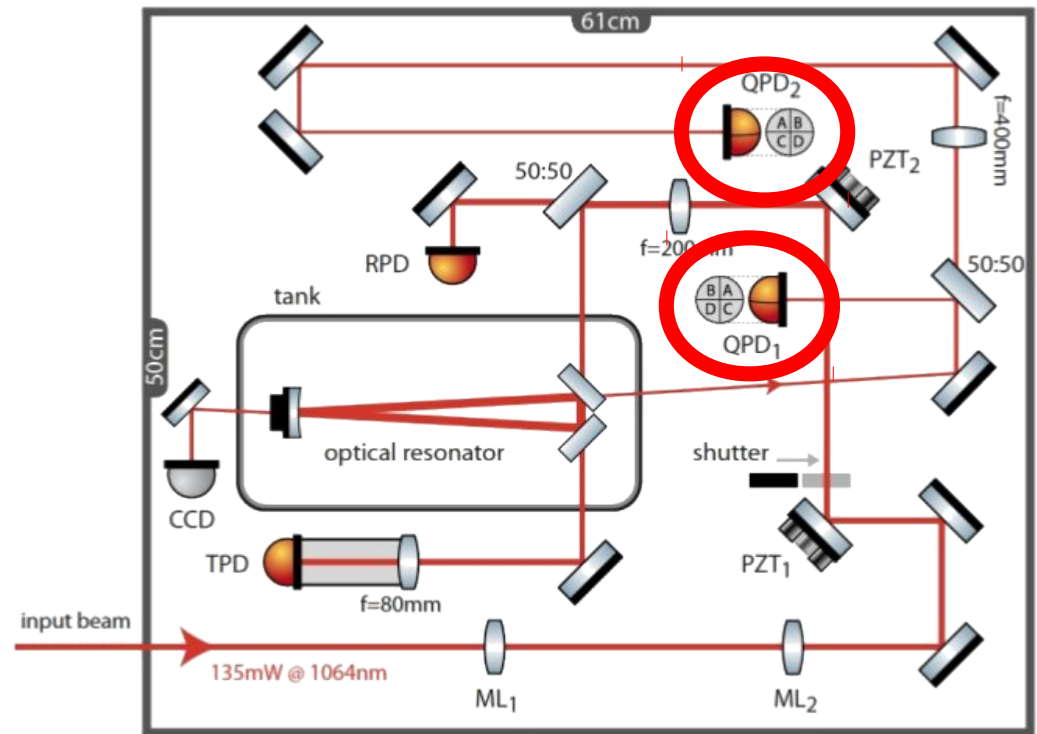 61cm
QPD2
A B
C D
f=400mm
PZT2
50:50
f=200mm
RPD
50:50
tank
B A
D C
QPD1
50cm
optical resonator
shutter
CCD
TPD
PZT1
f=80mm
input beam
135mW @ 1064nm
ML1
ML2